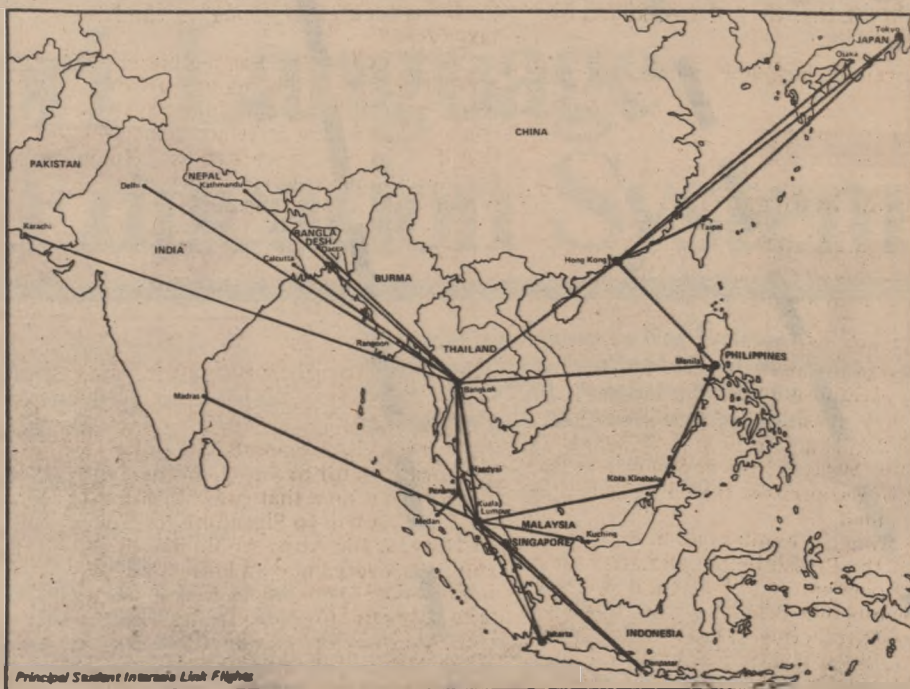 Tokyo
JAPAN
Osaka
CHINA
PAKISTAN
NEPAL
Kathmandu
Delhi
Karachi
BANGLA
DESH
Dacca
INDIA
Calcutta
BURMA
Taipei
Hong Kong
Rangoon
THAILAND
Manila
PHILIPPINES
Bangkok
Madras
Haadyai
Kota Kinabalu
Penang
Kuala
Lumpur
Medan
MALAYSIA
SINGAPORE
Kuching
INDONESIA
Jakarta
Denpasar
Principal Student Interasia Link Flights